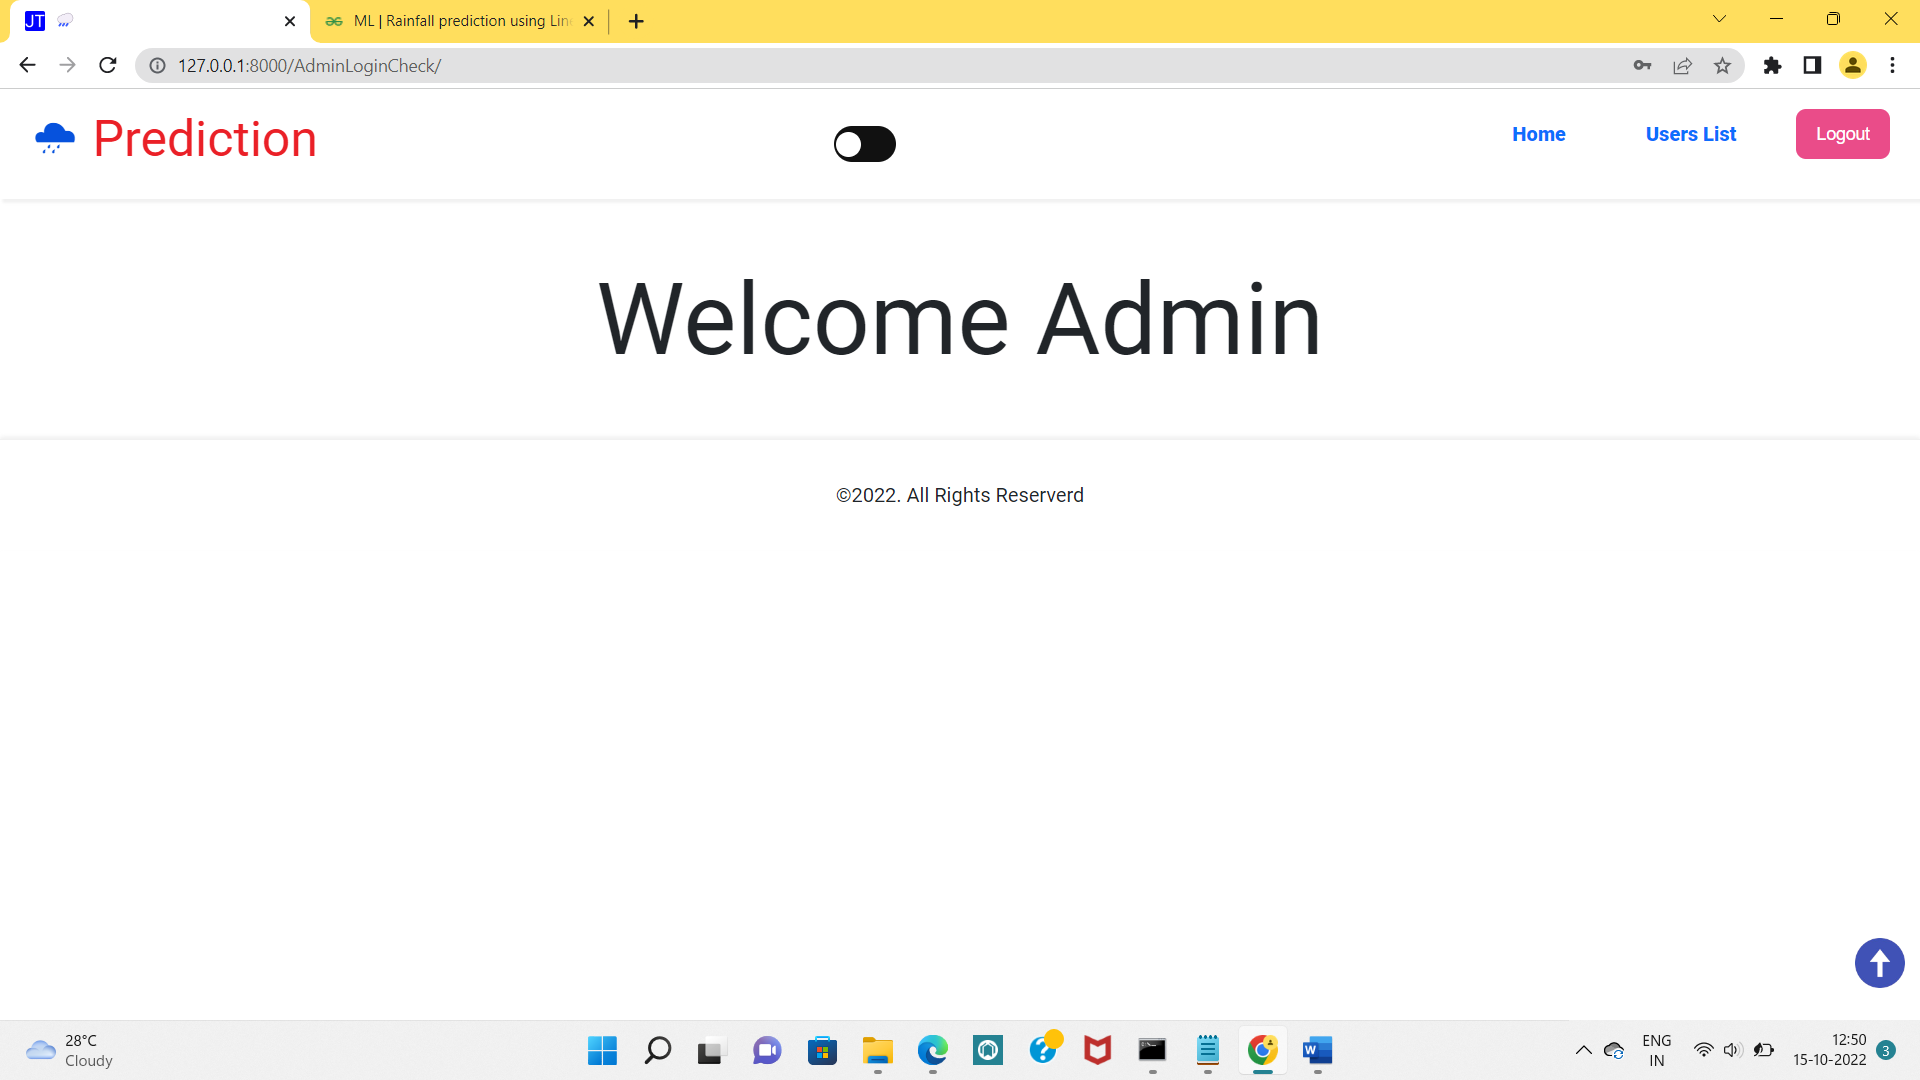 JT
ML | Rainfall prediction using Lin
127.0.0.1:8000/AdminLoginCheck/
Prediction
Home
Users List
Logout
Welcome Admin
©2022. All Rights Reserverd
28°C
Cloudy
ENG
IN
12:50
15-10-2022
3